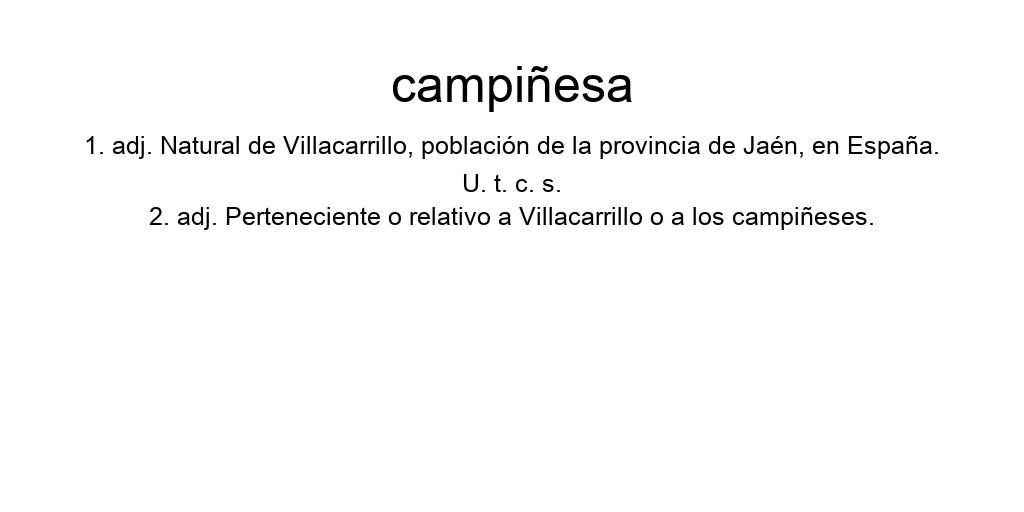 campiñesa
1. adj. Natural de Villacarrillo, población de la provincia de Jaén, en España.
U. t. c. s.
2. adj. Perteneciente o relativo a Villacarrillo o a los campiñeses.